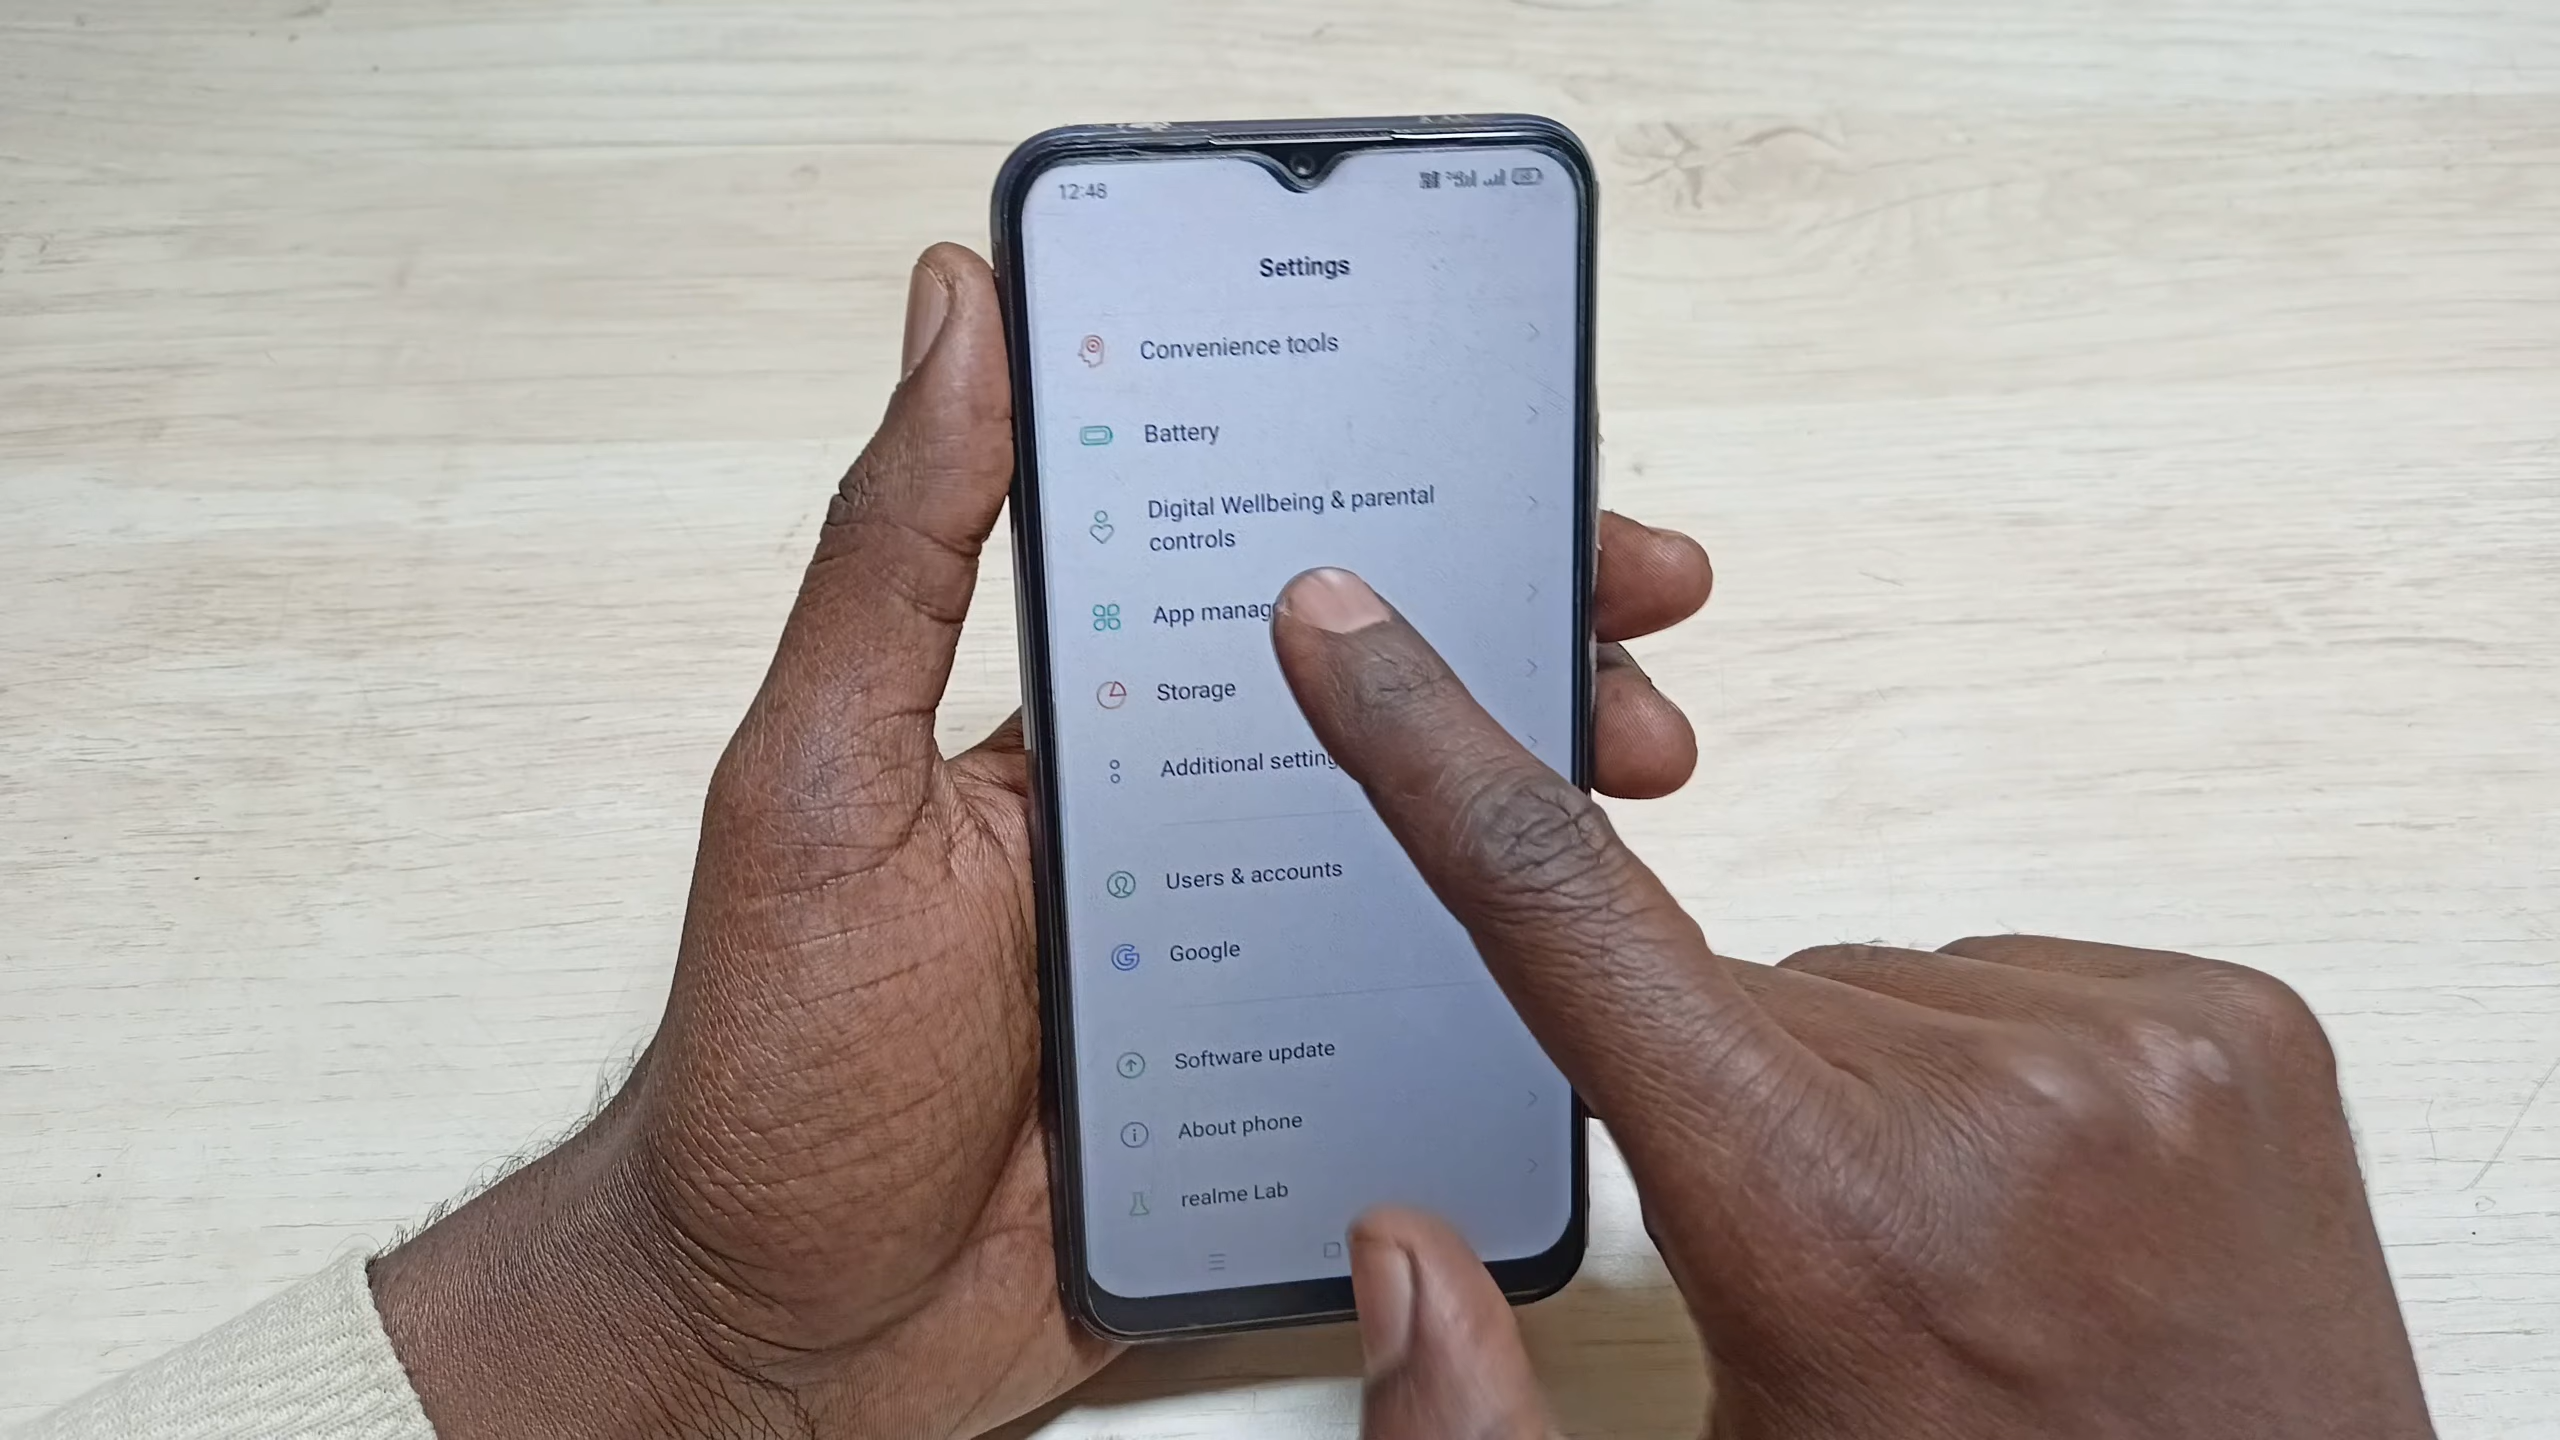 12:48
Settings
Convenience tools
Battery
Digital Wellbeing & parental
controls
App manag
Storage
Additional setting
Users & accounts
Google
Software update
About phone
realme Lab